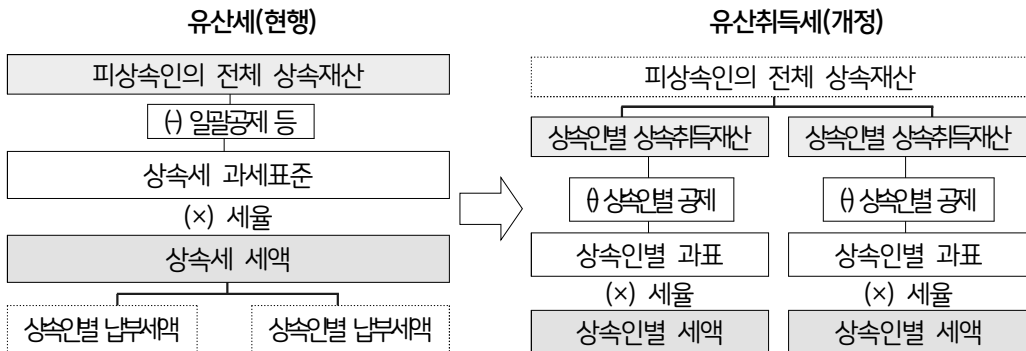 유산세(현행)
피상속인의 전체 상속재산
(-) 일괄공제 등
상속세 과세표준
(×) 세율
상속세 세액
상속인별 납부세액 상속인별 납부세액
유산취득세(개정)
피상속인의 전체 상속재산
상속인별 상속취득재산 상속인별 상속취득재산
(-) 상속인별 공제 (-) 상속인별 공제
상속인별 과표 상속인별 과표
(×) 세율 (×) 세율
상속인별 세액 상속인별 세액